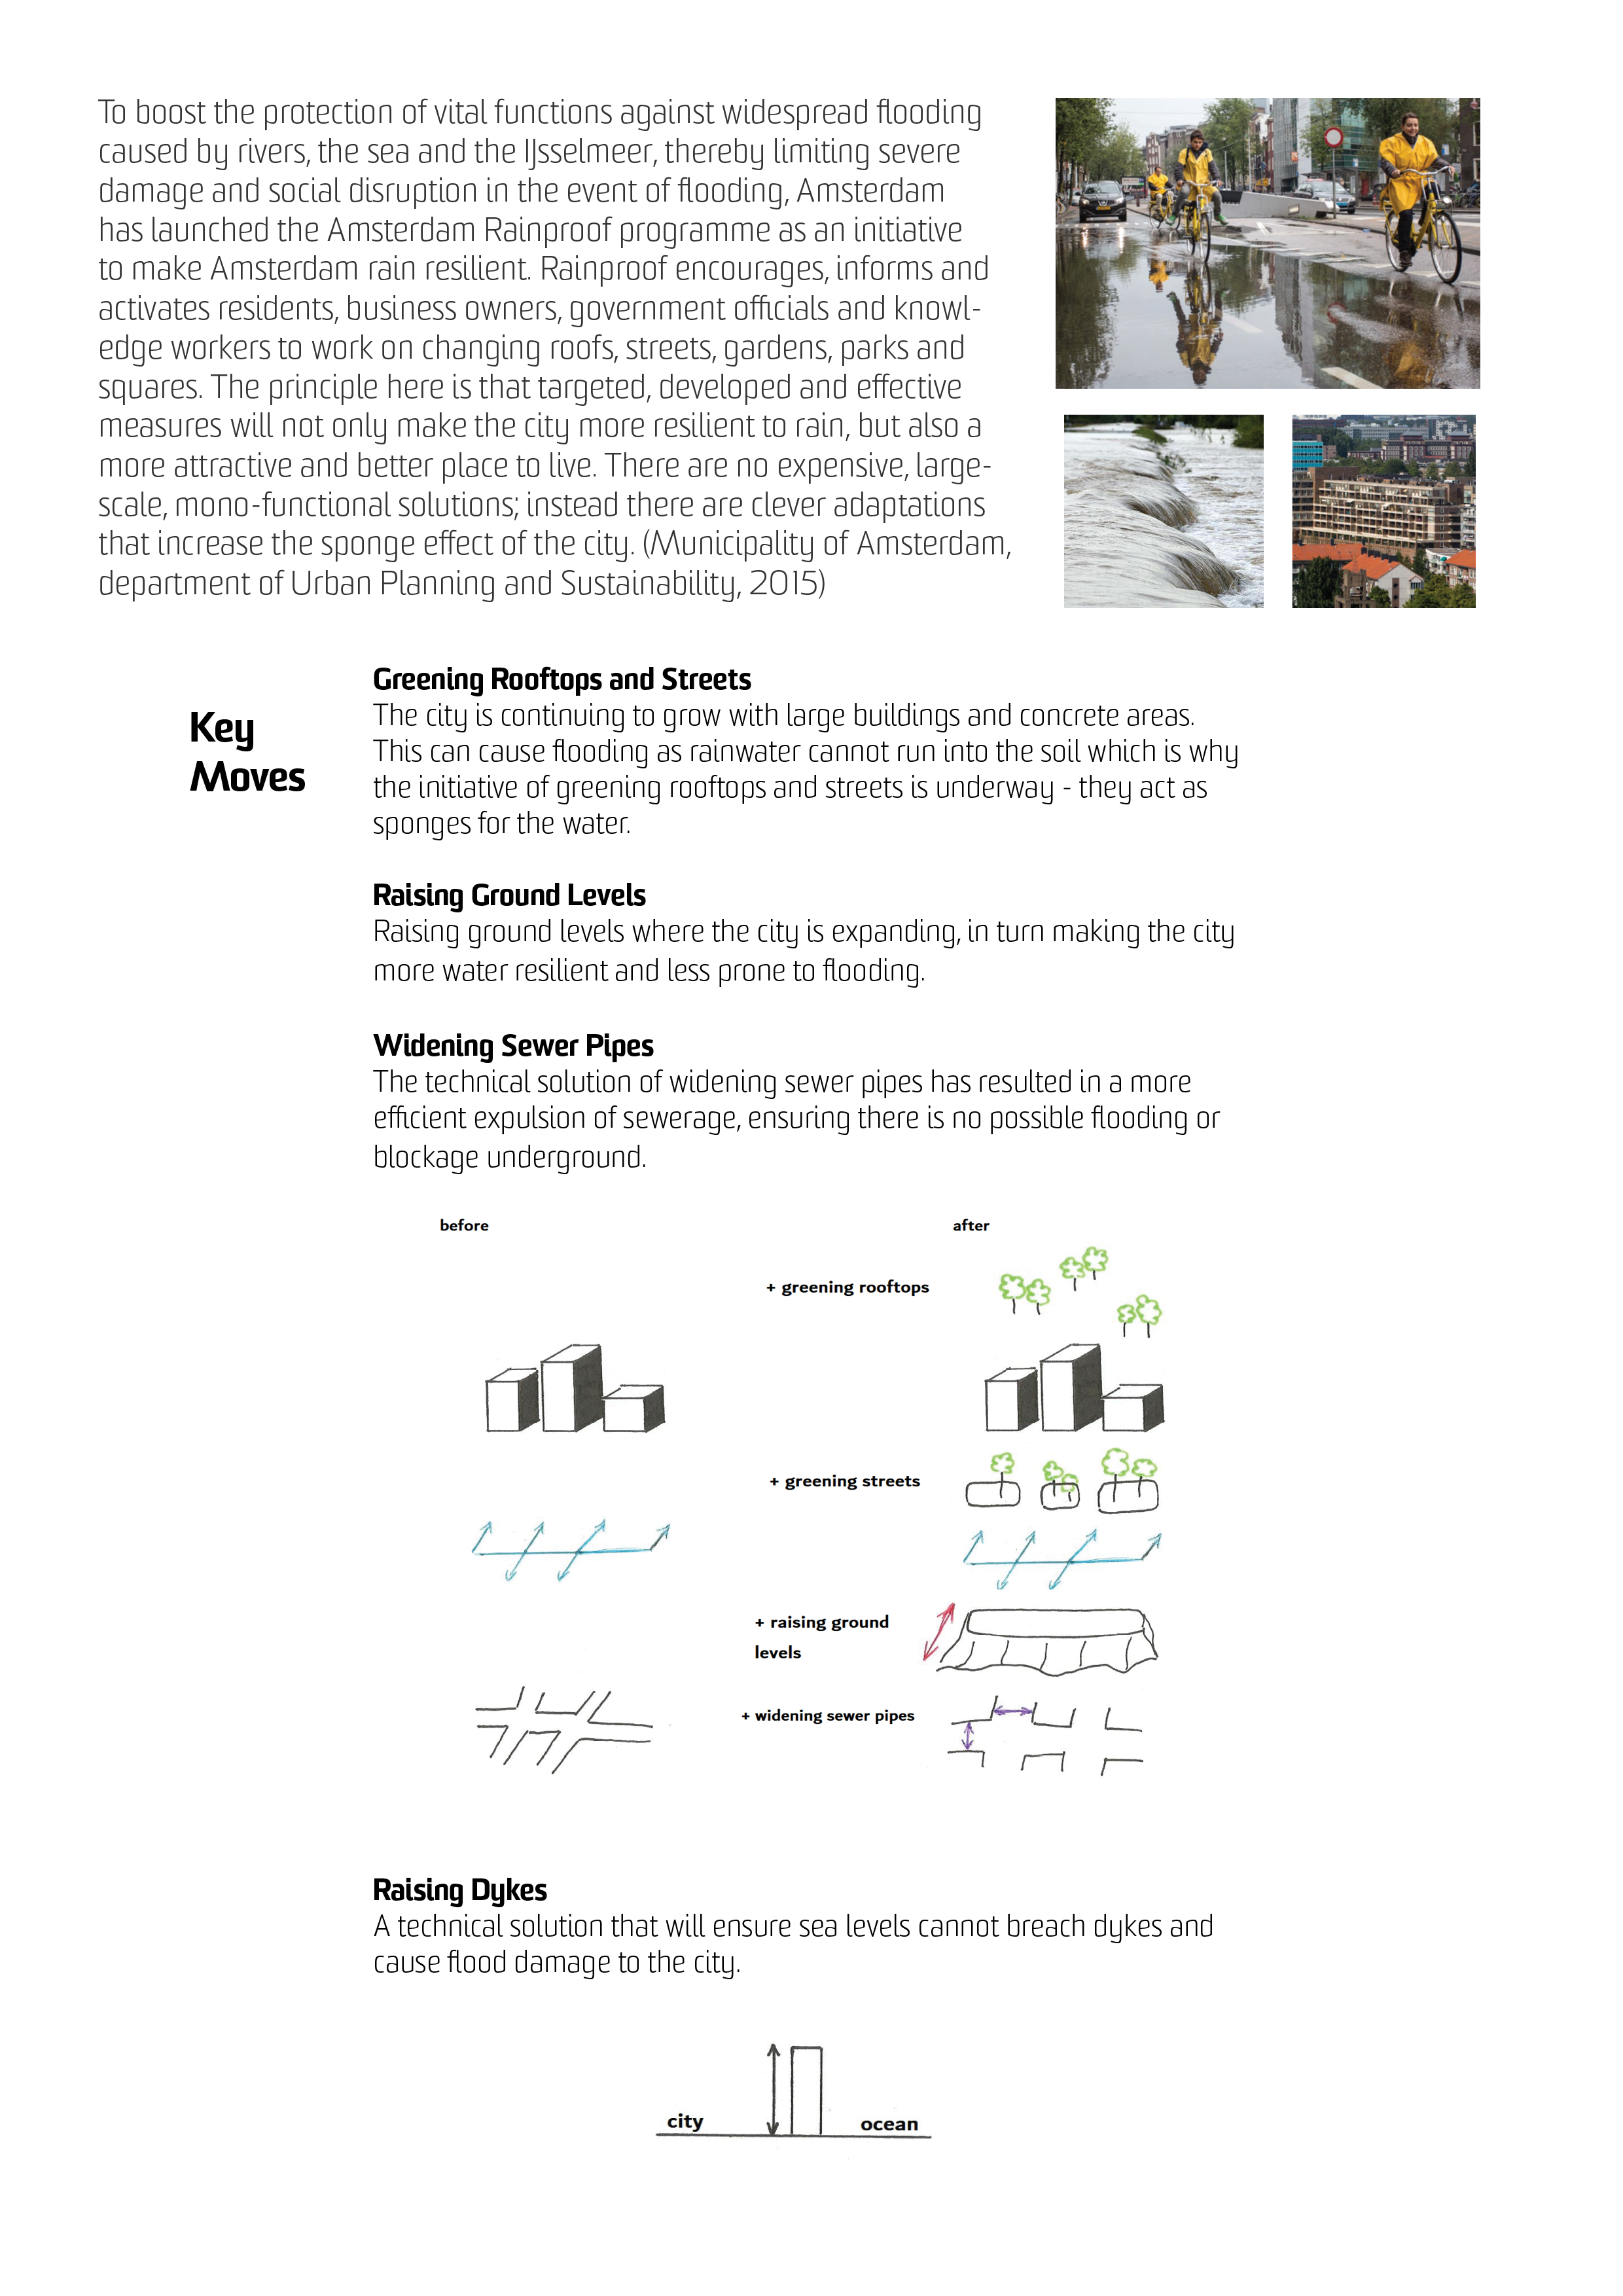 To boost the protection of vital functions against widespread flooding
caused by rivers, the sea and the IJsselmeer, thereby limiting severe
damage and social disruption in the event of flooding, Amsterdam
has launched the Amsterdam Rainproof programme as an initiative
to make Amsterdam rain resilient. Rainproof encourages, informs and
activates residents, business owners, government officials and knowl-
edge workers to work on changing roofs, streets, gardens, parks and
squares. The principle here is that targeted, developed and effective
measures will not only make the city more resilient to rain, but also a
more attractive and better place to live. There are no expensive, large-
scale, mono-functional solutions; instead there are clever adaptations
that increase the sponge effect of the city. (Municipality of Amsterdam,
department of Urban Planning and Sustainability, 2015)
Key
Moves
Greening Rooftops and Streets
The city is continuing to grow with large buildings and concrete areas.
This can cause flooding as rainwater cannot run into the soil which is why
the initiative of greening rooftops and streets is underway - they act as
sponges for the water.
Raising Ground Levels
Raising ground levels where the city is expanding, in turn making the city
more water resilient and less prone to flooding.
Widening Sewer Pipes
The technical solution of widening sewer pipes has resulted in a more
efficient expulsion of sewerage, ensuring there is no possible flooding or
blockage underground.
before
after
+ greening rooftops
+ greening streets
+ raising ground
levels
+ widening sewer pipes
Raising Dykes
A technical solution that will ensure sea levels cannot breach dykes and
cause flood damage to the city.
city
ocean